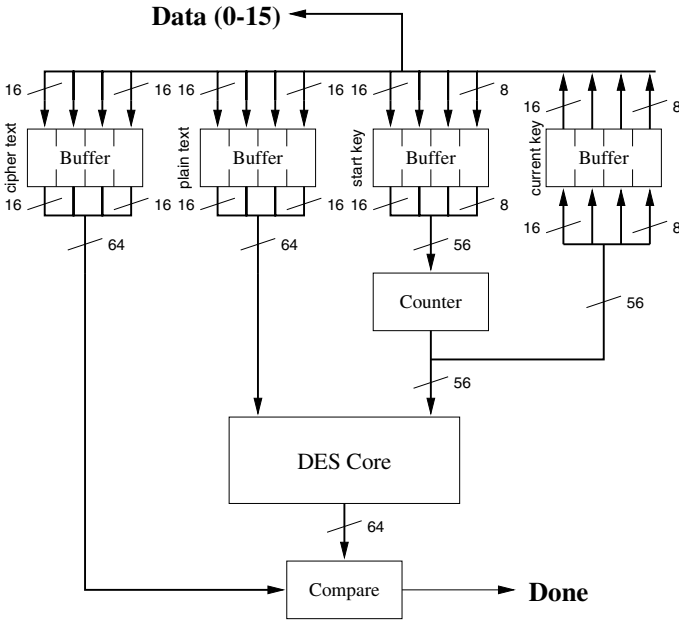 Data (0-15)
16 16 16 16 16 8 16 8
cipher text Buffer plain text Buffer start key Buffer current key Buffer
16 16 16 16 16 8 16 8
64 64 56
Counter 56
56
DES Core
64
Compare Done